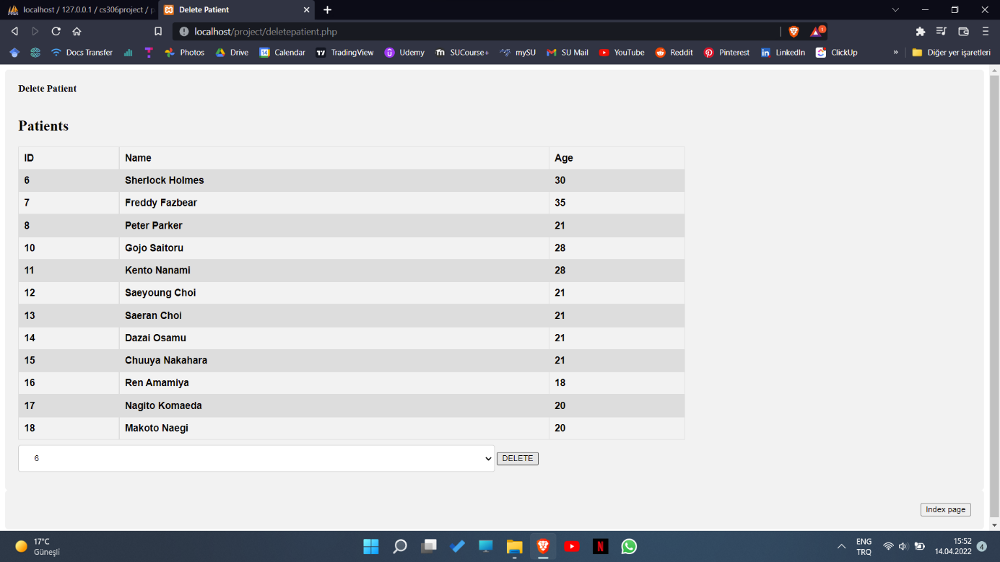 localhost / 127.0.0.1 / cs306project / p
Delete Patient
localhost/project/deletepatient.php
1
Docs Transfer Photos Drive 14 Calendar TradingView Udemy SUCourse+ mySU SU Mail YouTube Reddit Pinterest LinkedIn ClickUp » Diğer yer işaretleri
Delete Patient
Patients
ID Name Age
6 Sherlock Holmes 30
7 Freddy Fazbear 35
8 Peter Parker 21
10 Gojo Saitoru 28
11 Kento Nanami 28
12 Saeyoung Choi 21
13 Saeran Choi 21
14 Dazai Osamu 21
15 Chuuya Nakahara 21
16 Ren Amamiya 18
17 Nagito Komaeda 20
18 Makoto Naegi 20
6 DELETE
Index page
17°C
Güneşli
ENG
TRQ
15:52
14.04.2022
4